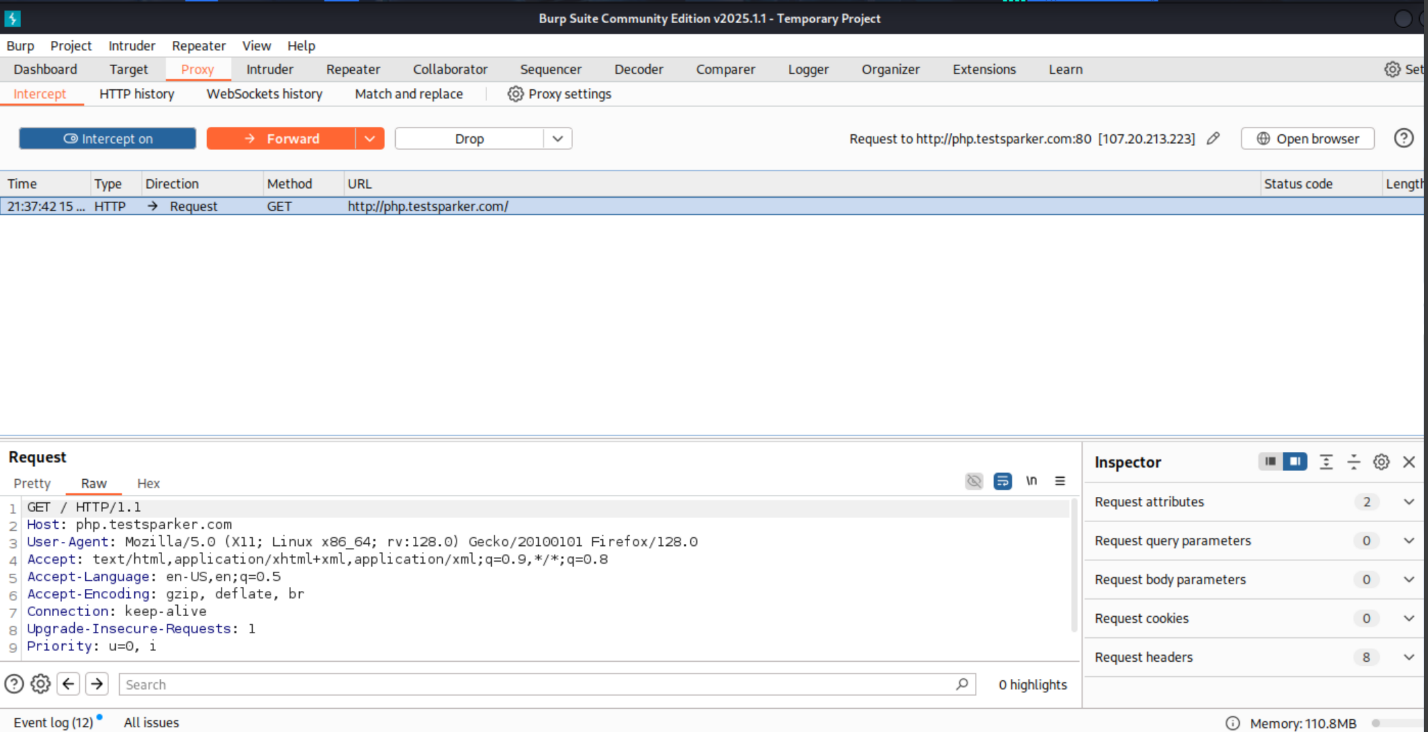 Burp Suite Community Edition v2025.1.1 - Temporary Project
Burp Project Intruder Repeater View Help
Dashboard Target Proxy Intruder Repeater Collaborator Sequencer Decoder Comparer Logger Organizer Extensions Learn Set
Intercept HTTP history WebSockets history Match and replace Proxy settings
Intercept on Forward Drop Request to http://php.testsparker.com:80 [107.20.213.223] Open browser
Time Type Direction Method URL Status code Length
21:37:42 15 ... HTTP → Request GET http://php.testsparker.com/
Request
Pretty Raw Hex \n
1 GET / HTTP/1.1
2 Host: php.testsparker.com
3 User-Agent: Mozilla/5.0 (X11; Linux x86_64; rv:128.0) Gecko/20100101 Firefox/128.0
4 Accept: text/html,application/xhtml+xml,application/xml;q=0.9,*/*;q=0.8
5 Accept-Language: en-US,en;q=0.5
6 Accept-Encoding: gzip, deflate, br
7 Connection: keep-alive
8 Upgrade-Insecure-Requests: 1
9 Priority: u=0, i
Search 0 highlights
Inspector
Request attributes 2
Request query parameters 0
Request body parameters 0
Request cookies 0
Request headers 8
Event log (12) All issues Memory: 110.8MB